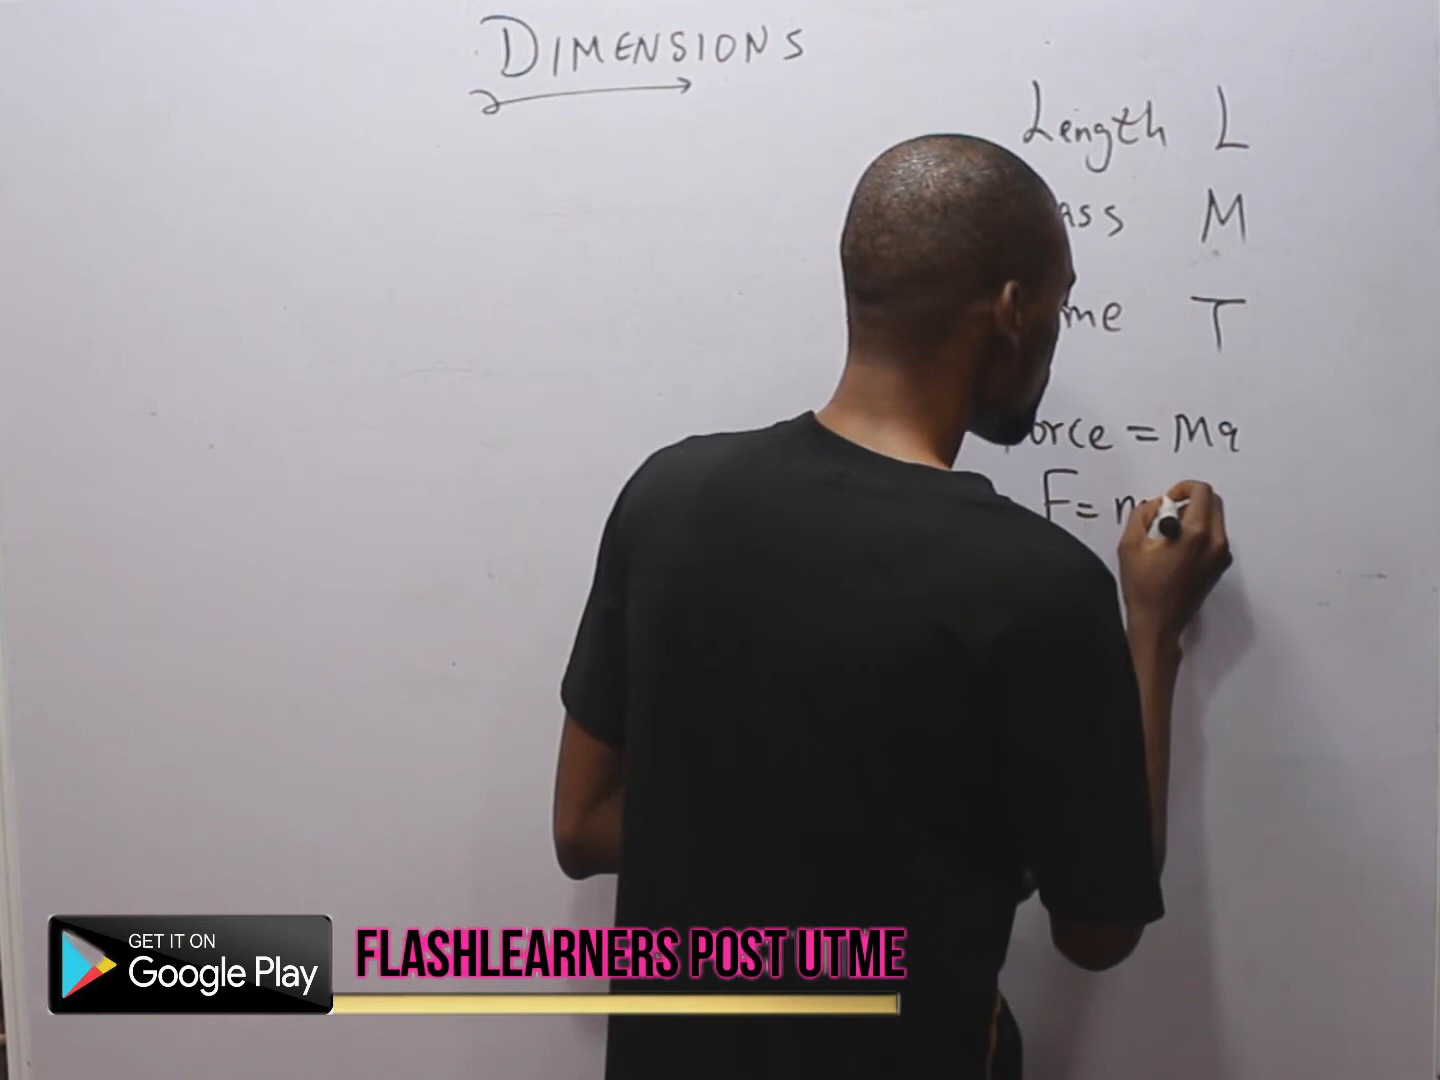 DIMENSIONS
Length L
ass M
me T
orce = Ma
F = m
GET IT ON
Google Play
FLASHLEARNERS POST UTME